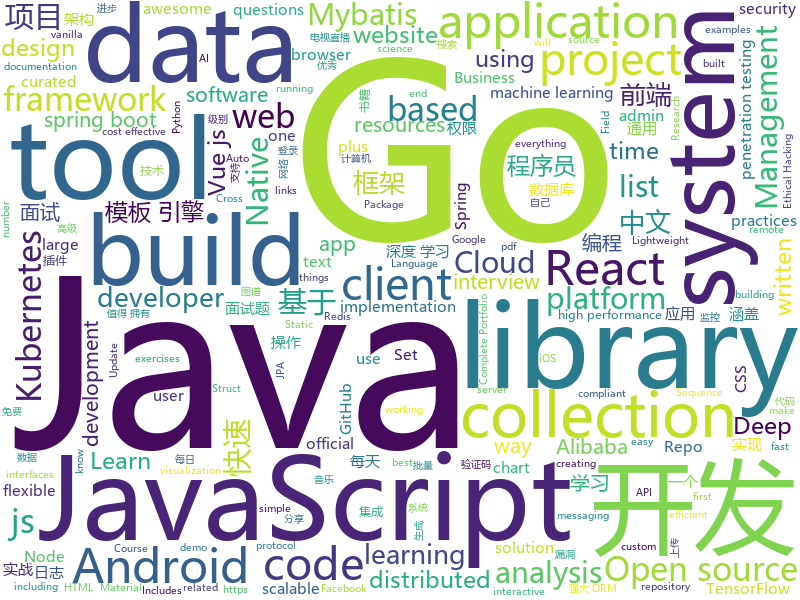 项目
架构
进步
vanilla
awesome
questions
Mybatis
application
security
design
documentation
AI
data
website
电视直播
优秀
browser
science
搜索
will
source
built
examples
curated
running
using
project
framework
software
end
Business
machine learning
前端
admin
通用
Research
Management
penetration testing
Python
spring boot
web
one
书籍
based
resources
权限
Field
cost effective
级别
Auto
支持
Vue js
登录
网络
plus
计算机
everything
程序员
time
tool
Go
system
技术
Native
links
框架
Package
数据库
自己
list
Ethical Hacking
面试
模板 引擎
Cross
Spring
中文
practices
number
高级
large
build
app
Google
pdf
编程
Lightweight
remote
插件
text
深度 学习
Language
things
Cloud
React
Kubernetes
client
interview
written
developer
图谱
基于
platform
building
面试题
implementation
high performance
应用
监控
涵盖
Java
library
值得 拥有
Redis
Static
操作
iOS
Complete Portfolio
Update
JPA
use
Set
exercises
Struct
css
免费
development
user
GitHub
collection
server
compliant
Sequence
代码
make
快速
official
working
way
Alibaba
Repo
Deep
实现
easy
fast
Learn
数据
每日
每天
best
批量
验证码
chart
know
interfaces
visualization
creating
学习
一个
flexible
js
JavaScript
开发
API
first
efficient
simple
音乐
系统
messaging
实战
日志
Node
Course
demo
分享
集成
生成
solution
漏洞
custom
上传
Android
code
learning
analysis
Open source
including
HTML
Material
related
protocol
distributed
scalable
强大 ORM
repository
Includes
https
Facebook
interactive
TensorFlow